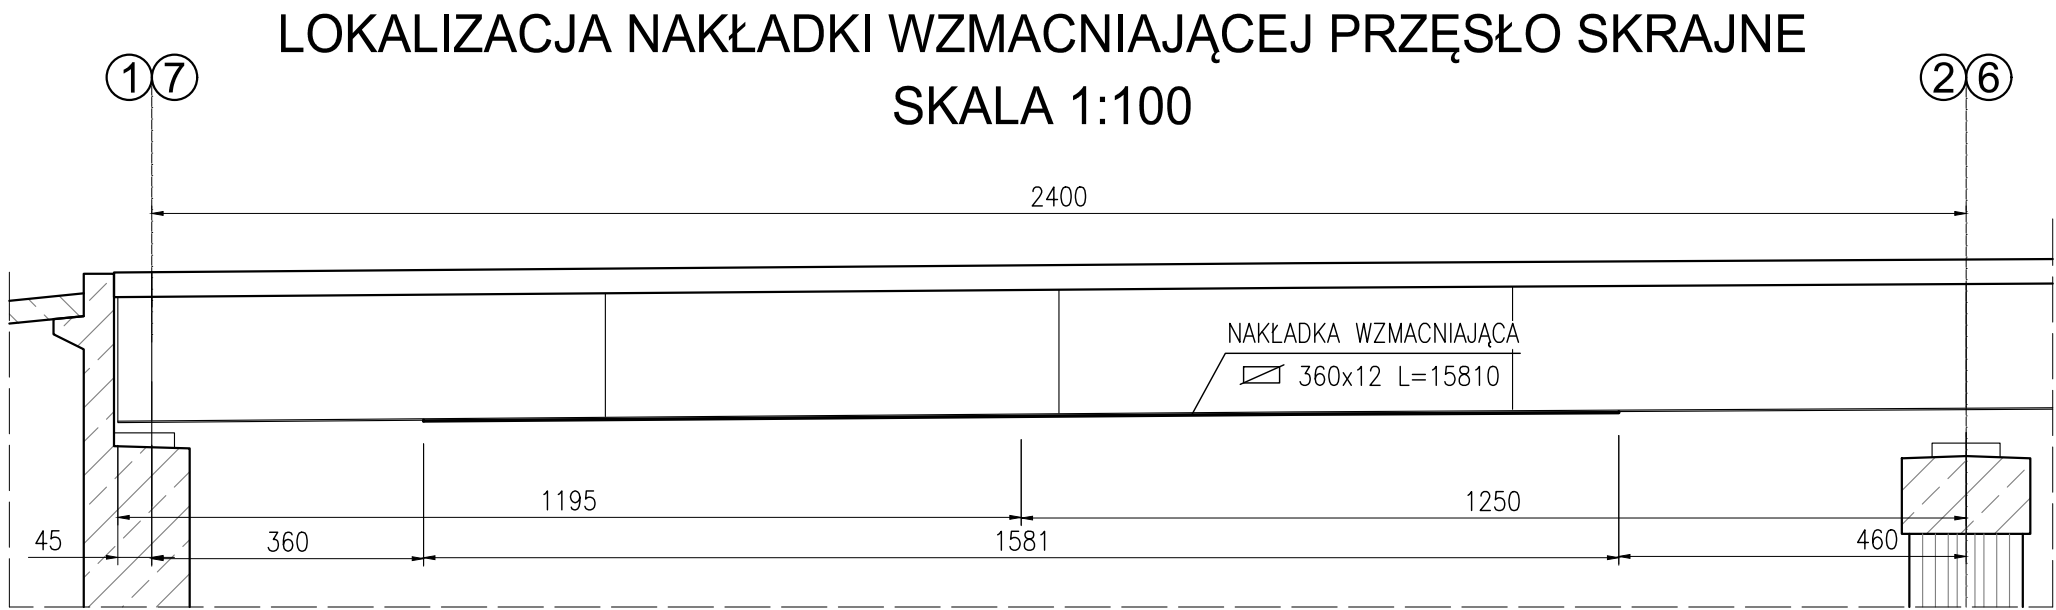 LOKALIZACJA NAKŁADKI WZMACNIAJĄCEJ PRZĘSŁO SKRAJNE
1 7
2 6
SKALA 1:100
2400
NAKŁADKA WZMACNIAJĄCA
360x12 L=15810
1195
1250
45
360
1581
460